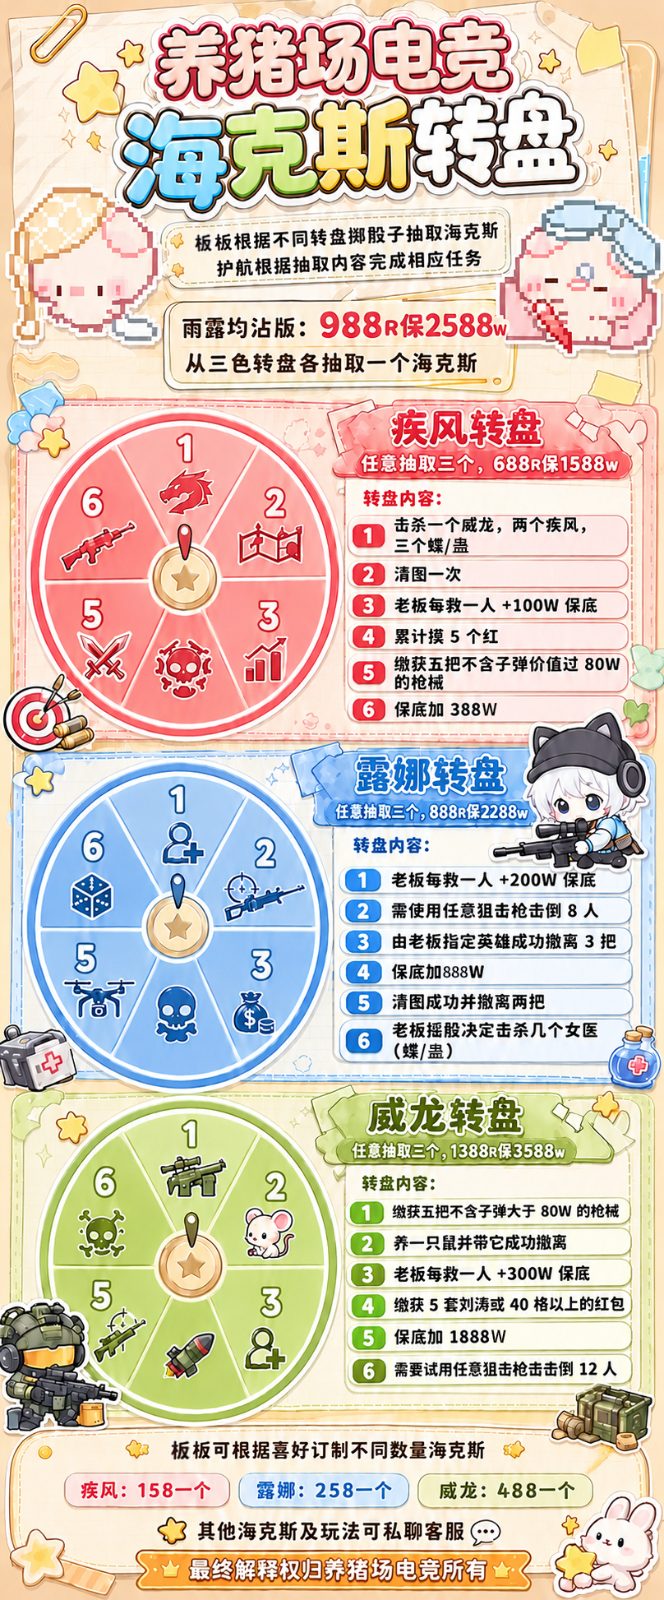 养猪场电竞
海克斯转盘
板板根据不同转盘掷骰子抽取海克斯
护航根据抽取内容完成相应任务
雨露均沾版：988R保2588w
从三色转盘各抽取一个海克斯
疾风转盘
任意抽取三个，688R保1588w
转盘内容：
1
2
3
5
6
1 击杀一个威龙，两个疾风，
三个蝶/蛊
2 清图一次
3 老板每救一人 +100W 保底
4 累计摸 5 个红
5 缴获五把不含子弹价值过 80W
的枪械
6 保底加 388W
露娜转盘
任意抽取三个，888R保2288w
转盘内容：
1
2
3
5
6
1 老板每救一人 +200W 保底
2 需使用任意狙击枪击倒 8 人
3 由老板指定英雄成功撤离 3 把
4 保底加888W
5 清图成功并撤离两把
6 老板摇骰决定击杀几个女医
（蝶/蛊）
威龙转盘
任意抽取三个，1388R保3588w
转盘内容：
1
2
3
5
6
1 缴获五把不含子弹大于 80W 的枪械
2 养一只鼠并带它成功撤离
3 老板每救一人 +300W 保底
4 缴获 5 套刘涛或 40 格以上的红包
5 保底加 1888W
6 需要试用任意狙击枪击击倒 12 人
板板可根据喜好订制不同数量海克斯
疾风：158一个
露娜：258一个
威龙：488一个
其他海克斯及玩法可私聊客服
最终解释权归养猪场电竞所有